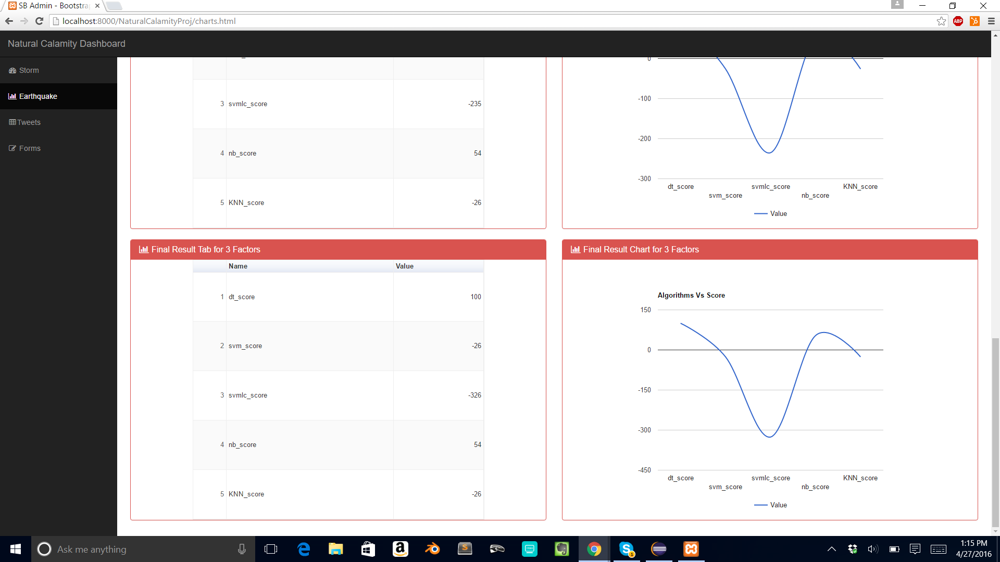 SB Admin - Bootstra
localhost:8000/NaturalCalamityProj/charts.html
ABP
Natural Calamity Dashboard
Storm
Earthquake
Tweets
Forms
3 svmlc_score -235
4 nb_score 54
5 KNN_score -26
0
-100
-200
-300
dt_score svmlc_score KNN_score
svm_score nb_score
Value
Final Result Tab for 3 Factors
Name Value
1 dt_score 100
2 svm_score -26
3 svmlc_score -326
4 nb_score 54
5 KNN_score -26
Final Result Chart for 3 Factors
Algorithms Vs Score
150
0
-150
-300
-450
dt_score svmlc_score KNN_score
svm_score nb_score
Value
Ask me anything
1:15 PM
4/27/2016